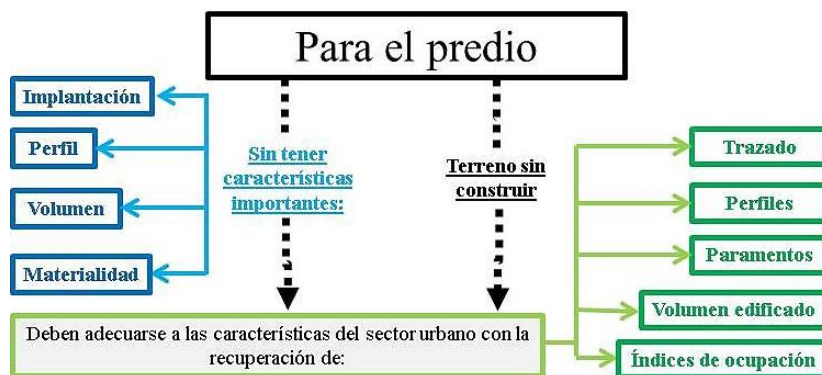 Para el predio
Implantación
Perfil
Volumen
Materialidad
Sin tener
características
importantes:
Terreno sin
construir
Deben adecuarse a las características del sector urbano con la
recuperación de:
Trazado
Perfiles
Paramentos
Volumen edificado
Índices de ocupación